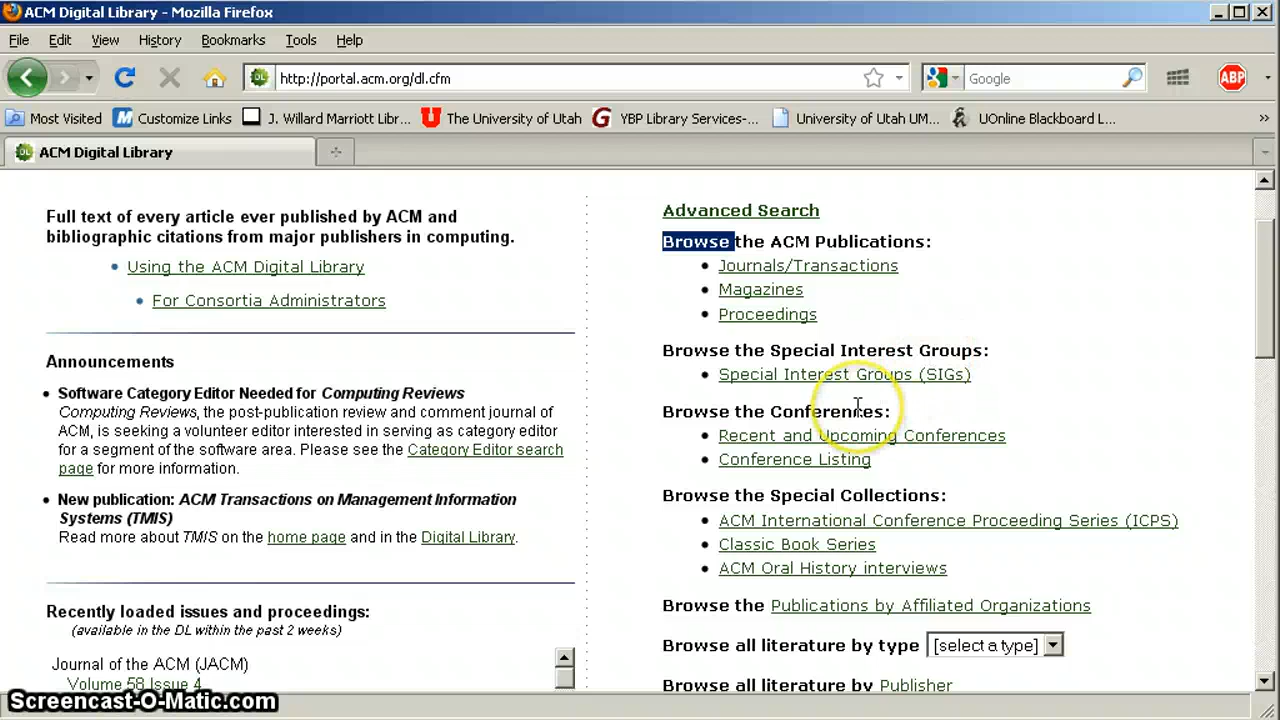 ACM Digital Library - Mozilla Firefox
File Edit View History Bookmarks Tools Help
DL http://portal.acm.org/dl.cfm Google ABP
Most Visited Customize Links J. Willard Marriott Libr... The University of Utah YBP Library Services-... University of Utah UM... UOnline Blackboard L...
DL ACM Digital Library
Full text of every article ever published by ACM and
bibliographic citations from major publishers in computing.
Using the ACM Digital Library
For Consortia Administrators
Announcements
Software Category Editor Needed for Computing Reviews
Computing Reviews, the post-publication review and comment journal of
ACM, is seeking a volunteer editor interested in serving as category editor
for a segment of the software area. Please see the Category Editor search
page for more information.
New publication: ACM Transactions on Management Information
Systems (TMIS)
Read more about TMIS on the home page and in the Digital Library.
Recently loaded issues and proceedings:
(available in the DL within the past 2 weeks)
Journal of the ACM (JACM)
Volume 58 Issue 4
Advanced Search
Browse the ACM Publications:
Journals/Transactions
Magazines
Proceedings
Browse the Special Interest Groups:
Special Interest Groups (SIGs)
Browse the Conferences:
Recent and Upcoming Conferences
Conference Listing
Browse the Special Collections:
ACM International Conference Proceeding Series (ICPS)
Classic Book Series
ACM Oral History interviews
Browse the Publications by Affiliated Organizations
Browse all literature by type [select a type]
Browse all literature by Publisher
Screencast-O-Matic.com